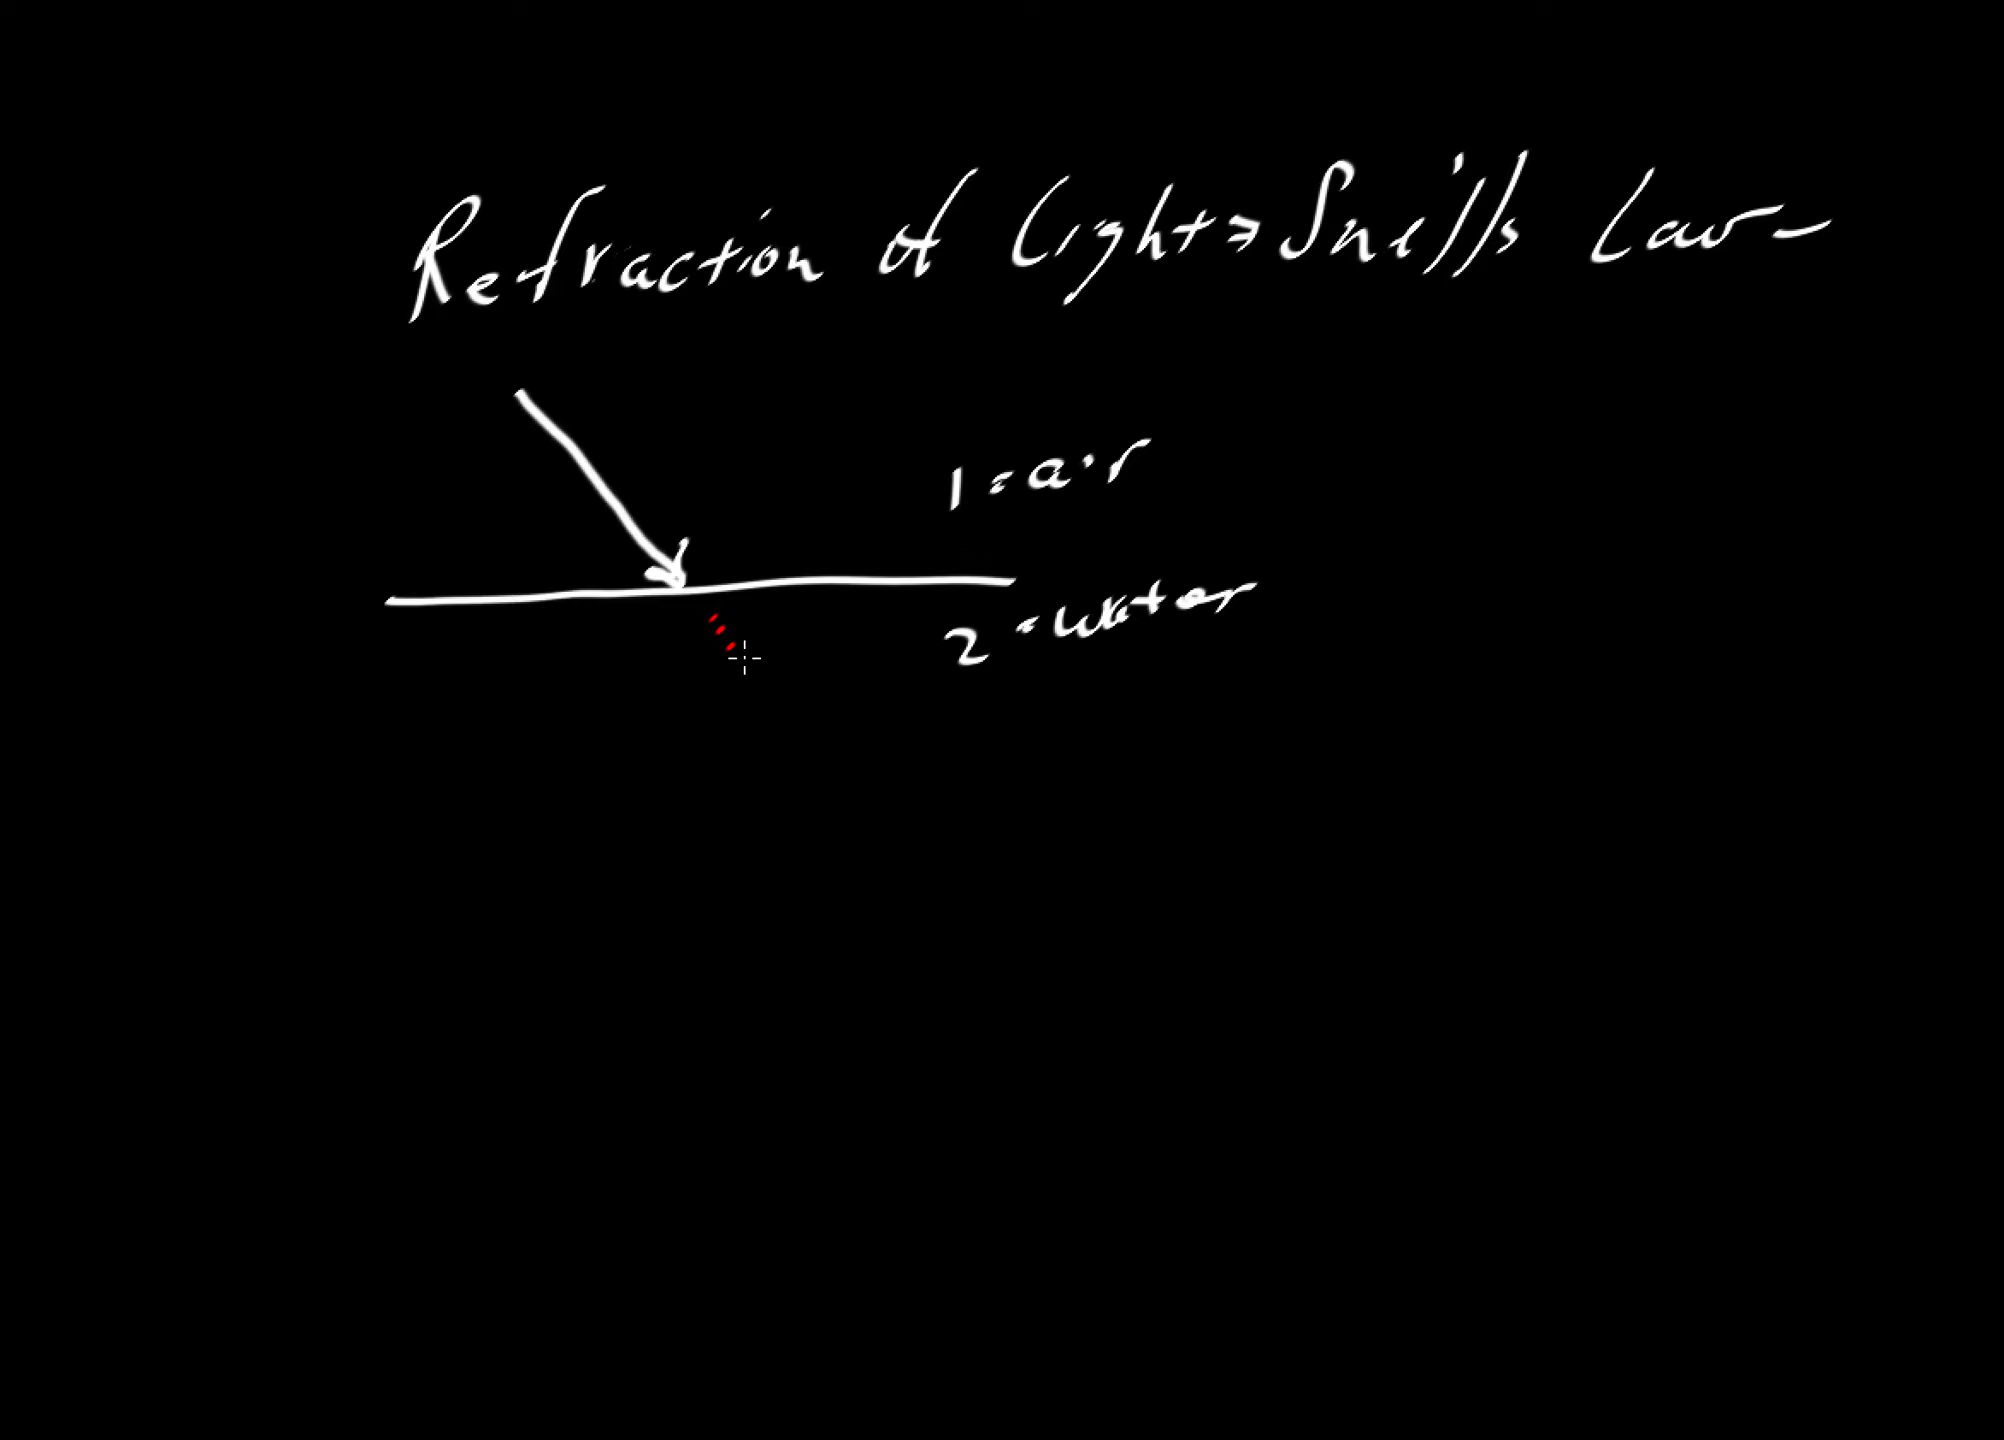 Refraction of Light ⇒ Snell's Law
1 = air
2 = water